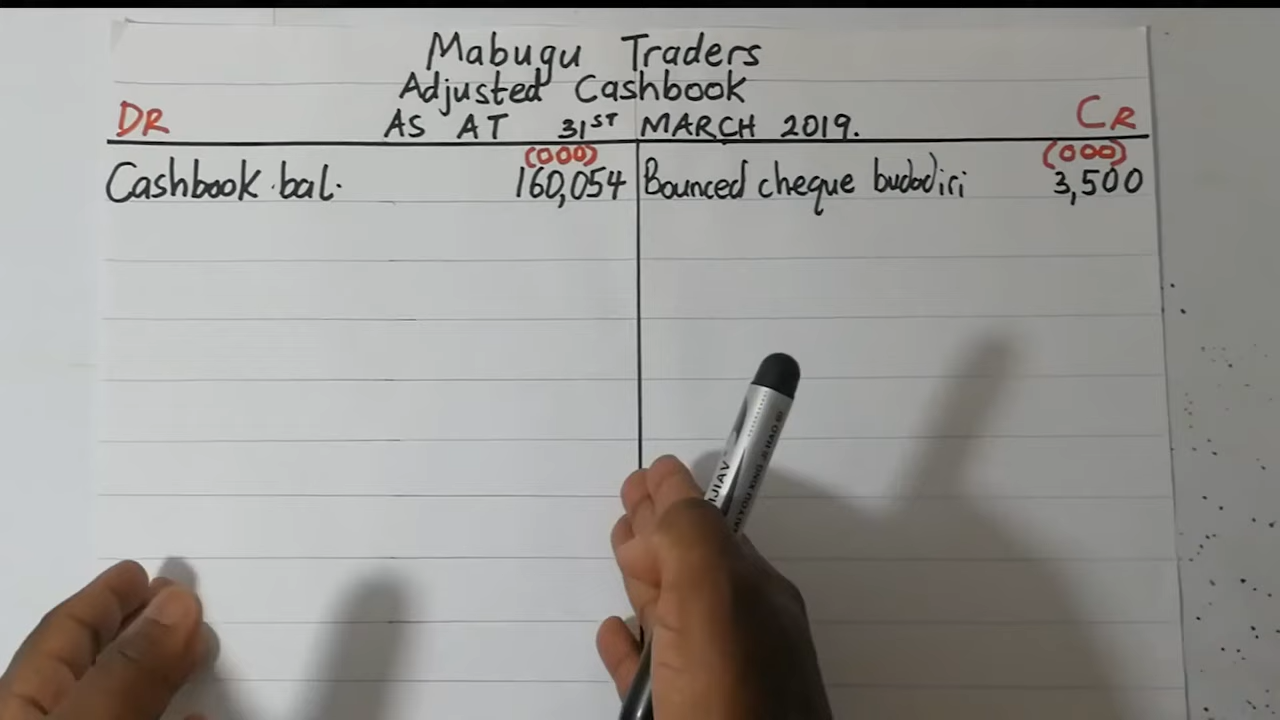 Mabugu Traders
Adjusted Cashbook
DR AS AT 31ST MARCH 2019. CR
(000) (000)
Cashbook.bal. 160,054 Bounced cheque budadiri 3,500